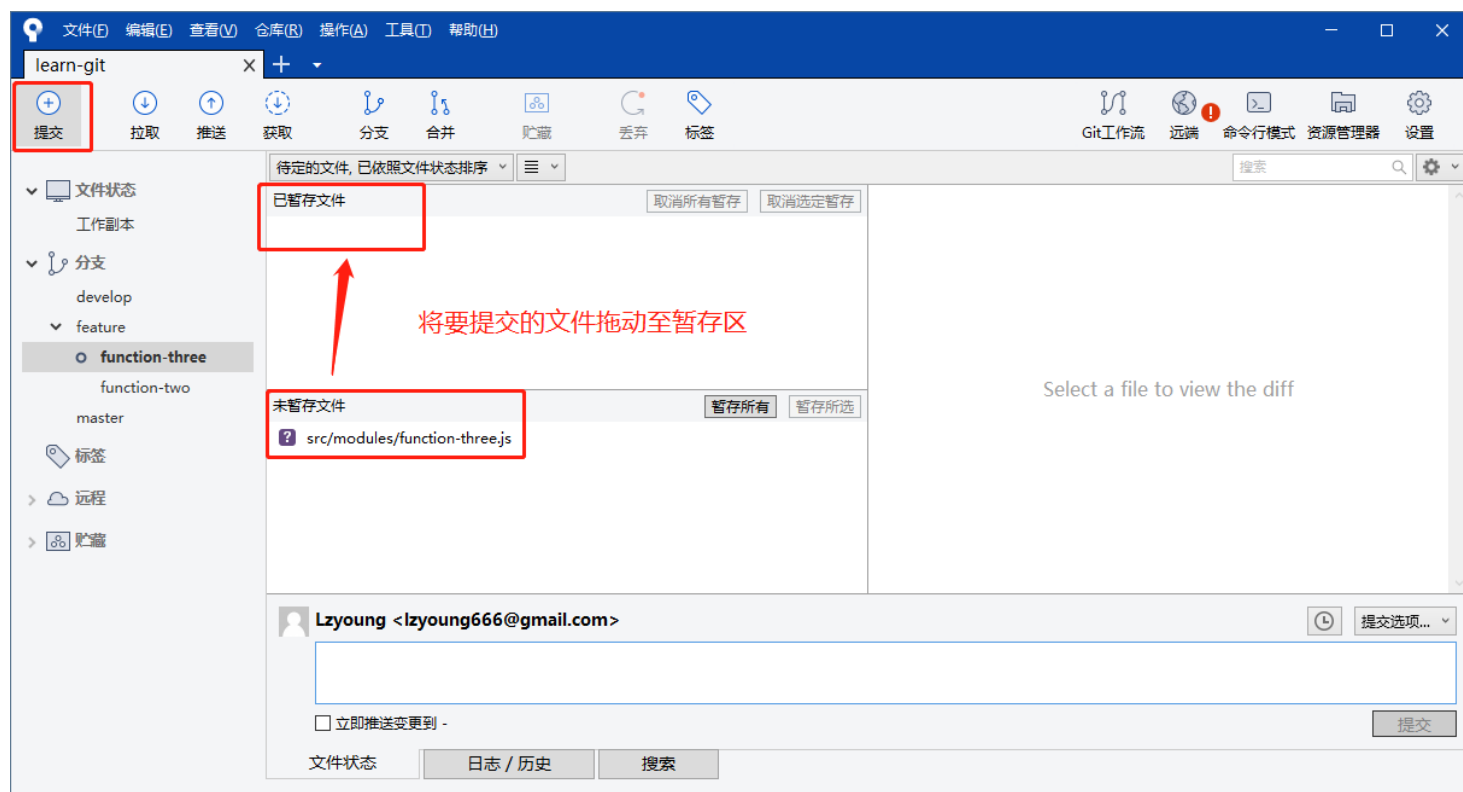 文件(F) 编辑(E) 查看(V) 仓库(R) 操作(A) 工具(T) 帮助(H)
learn-git
提交 拉取 推送 获取 分支 合并 贮藏 丢弃 标签 Git工作流 远端 命令行模式 资源管理器 设置
待定的文件, 已依照文件状态排序 搜索
文件状态
工作副本
分支
develop
feature
function-three
function-two
master
标签
远程
贮藏
已暂存文件 取消所有暂存 取消选定暂存
将要提交的文件拖动至暂存区
未暂存文件 暂存所有 暂存所选
? src/modules/function-three.js
Select a file to view the diff
Lzyoung <lzyoung666@gmail.com> 提交选项...
立即推送变更到 - 提交
文件状态 日志 / 历史 搜索